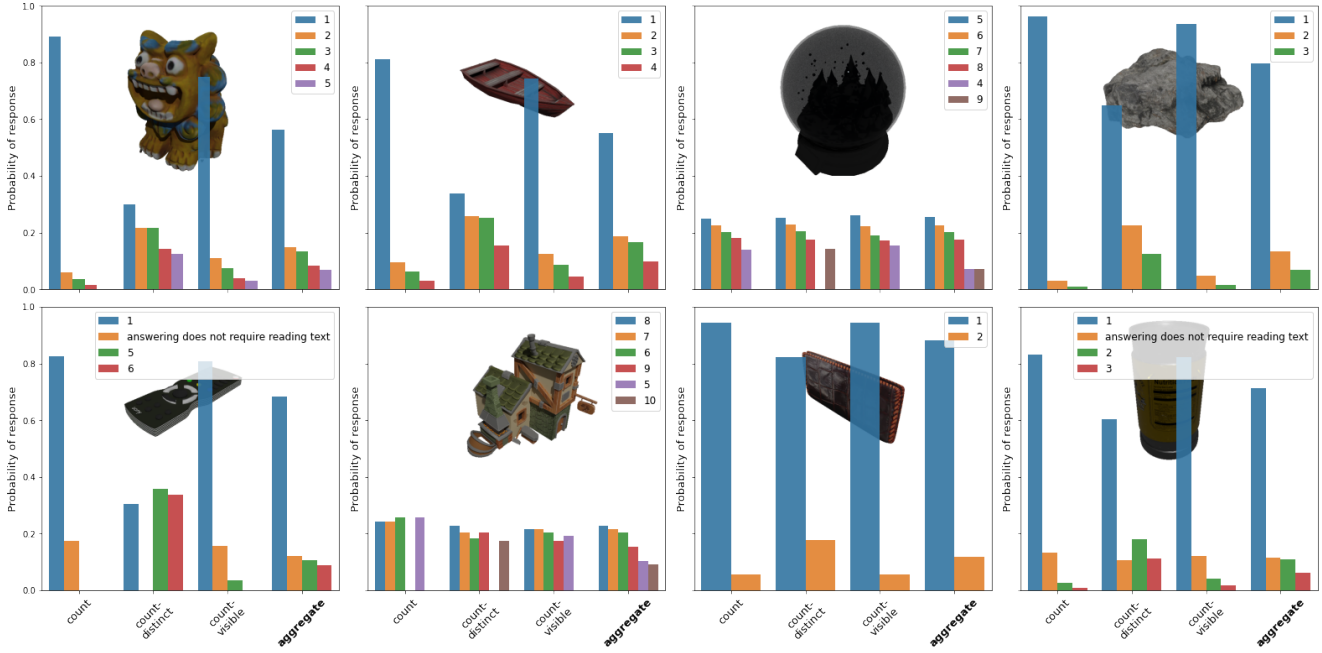 Probability of response
1.0
0.8
0.6
0.4
0.2
0.0
1
2
3
4
5
Probability of response
1
2
3
4
Probability of response
5
6
7
8
4
9
Probability of response
1
2
3
Probability of response
1.0
0.8
0.6
0.4
0.2
0.0
1
answering does not require reading text
5
6
count
count-
distinct
count-
visible
aggregate
Probability of response
8
7
6
9
5
10
count
count-
distinct
count-
visible
aggregate
Probability of response
1
2
count
count-
distinct
count-
visible
aggregate
Probability of response
1
answering does not require reading text
2
3
count
count-
distinct
count-
visible
aggregate